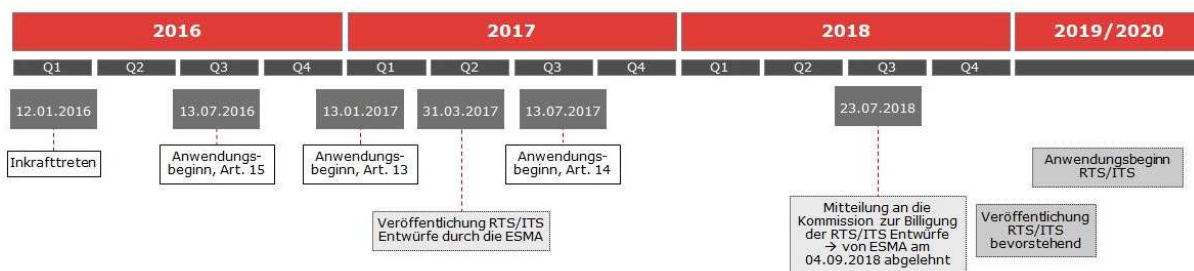 2016
2017
2018
2019/2020
Q1
Q2
Q3
Q4
Q1
Q2
Q3
Q4
Q1
Q2
Q3
Q4
12.01.2016
13.07.2016
13.01.2017
31.03.2017
13.07.2017
23.07.2018
Inkrafttreten
Anwendungs-
beginn, Art. 15
Anwendungs-
beginn, Art. 13
Anwendungs-
beginn, Art. 14
Anwendungsbeginn
RTS/ITS
Veröffentlichung RTS/ITS
Entwürfe durch die ESMA
Mitteilung an die
Kommission zur Billigung
der RTS/ITS Entwürfe
→ von ESMA am
04.09.2018 abgelehnt
Veröffentlichung
RTS/ITS
bevorstehend